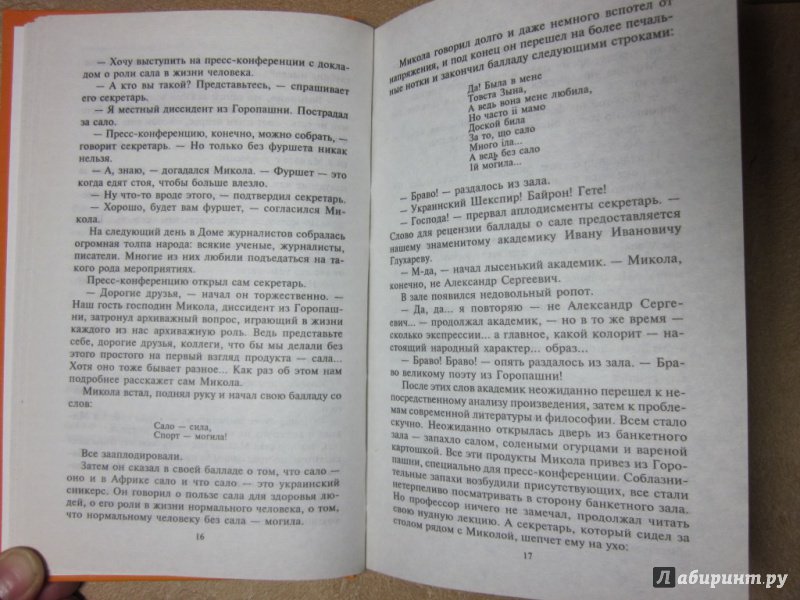 — Хочу выступить на пресс-конференции с докла-
дом о роли сала в жизни человека.
— А кто вы такой? Представьтесь, — спрашивает
его секретарь.
— Я местный диссидент из Горопашни. Пострадал
за сало.
— Пресс-конференцию, конечно, можно собрать, —
говорит секретарь. — Но только без фуршета никак
нельзя.
— А, знаю, — догадался Микола. — Фуршет — это
когда едят стоя, чтобы больше влезло.
— Ну что-то вроде этого, — подтвердил секретарь.
— Хорошо, будет вам фуршет, — согласился Ми-
кола.
На следующий день в Доме журналистов собралась
огромная толпа народа: всякие ученые, журналисты,
писатели. Многие из них любили подъедаться на та-
кого рода мероприятиях.
Пресс-конференцию открыл сам секретарь.
— Дорогие друзья, — начал он торжественно. —
Наш гость господин Микола, диссидент из Горопаш-
ни, затронул архиважный вопрос, играющий в жизни
каждого из нас архиважную роль. Ведь представьте
себе, дорогие друзья, коллеги, что бы мы делали без
этого простого на первый взгляд продукта — сала...
Хотя оно тоже бывает разное... Как раз об этом нам
подробнее расскажет сам Микола.
Микола встал, поднял руку и начал свою балладу со
слов:
Сало — сила,
Спорт — могила!
Все зааплодировали.
Затем он сказал в своей балладе о том, что сало —
оно и в Африке сало и что сало — это украинский
сникерс. Он говорил о пользе сала для здоровья лю-
дей, о его роли в жизни нормального человека, о том,
что нормальному человеку без сала — могила.
16
Микола говорил долго и даже немного вспотел от
напряжения, и под конец он перешел на более печаль-
ные нотки и закончил балладу следующими строками:
Да! Была в мене
Товста Зына,
А ведь вона мене любила,
Но часто її мамо
Доской била
За то, що сало
Много їла...
А ведь без сало
Їй могила...
— Браво! — раздалось из зала.
— Украинский Шекспир! Байрон! Гете!
— Господа! — прервал аплодисменты секретарь. —
Слово для рецензии баллады о сале предоставляется
нашему знаменитому академику Ивану Ивановичу
Глухареву.
— М-да, — начал лысенький академик. — Микола,
конечно, не Александр Сергеевич.
В зале появился недовольный ропот.
— Да, да... я повторяю — не Александр Серге-
евич... — продолжал академик, — но в то же время —
сколько экспрессии... а главное, какой колорит — на-
стоящий народный характер... образ...
— Браво! Браво! — опять раздалось из зала. — Бра-
во великому поэту из Горопашни!
После этих слов академик неожиданно перешел к не-
посредственному анализу произведения, затем к пробле-
мам современной литературы и философии. Всем стало
скучно. Неожиданно открылась дверь из банкетного
зала — запахло салом, солеными огурцами и вареной
картошкой. Все эти продукты Микола привез из Горо-
пашни, специально для пресс-конференции. Соблазни-
тельные запахи возбудили присутствующих, все стали
нетерпеливо посматривать в сторону банкетного зала.
Но профессор ничего не замечал, продолжал читать
свою нудную лекцию. А секретарь, который сидел за
столом рядом с Миколой, шепчет ему на ухо:
17
Лабиринт.ру